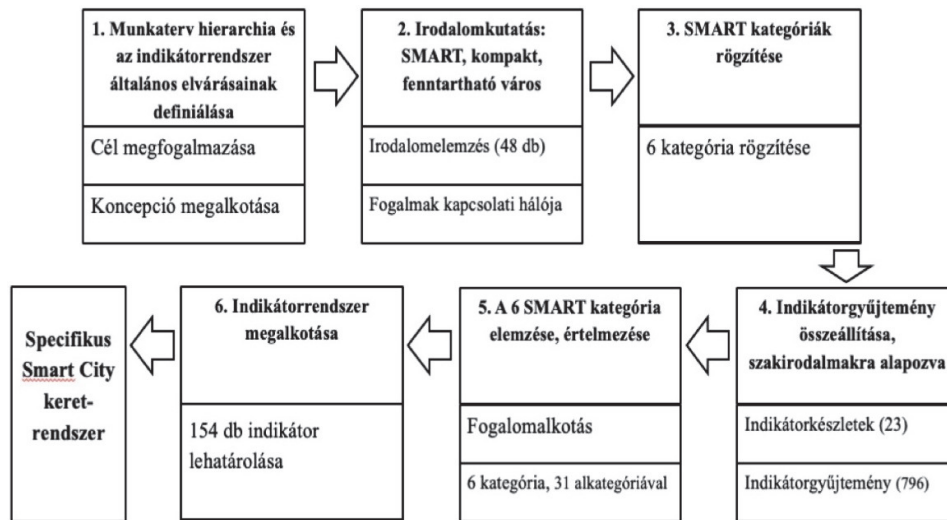 1. Munkaterv hierarchia és
az indikátorrendszer
általános elvárásainak
definiálása
Cél megfogalmazása
Koncepció megalkotása
2. Irodalomkutatás:
SMART, kompakt,
fenntartható város
Irodalomelemzés (48 db)
Fogalmak kapcsolati hálója
3. SMART kategóriák
rögzítése
6 kategória rögzítése
4. Indikátorgyűjtemény
összeállítása,
szakirodalmakra alapozva
Indikátorkészletek (23)
Indikátorgyűjtemény (796)
5. A 6 SMART kategória
elemzése, értelmezése
Fogalomalkotás
6 kategória, 31 alkategóriával
6. Indikátorrendszer
megalkotása
154 db indikátor
lehatárolása
Specifikus
Smart City
keret-
rendszer